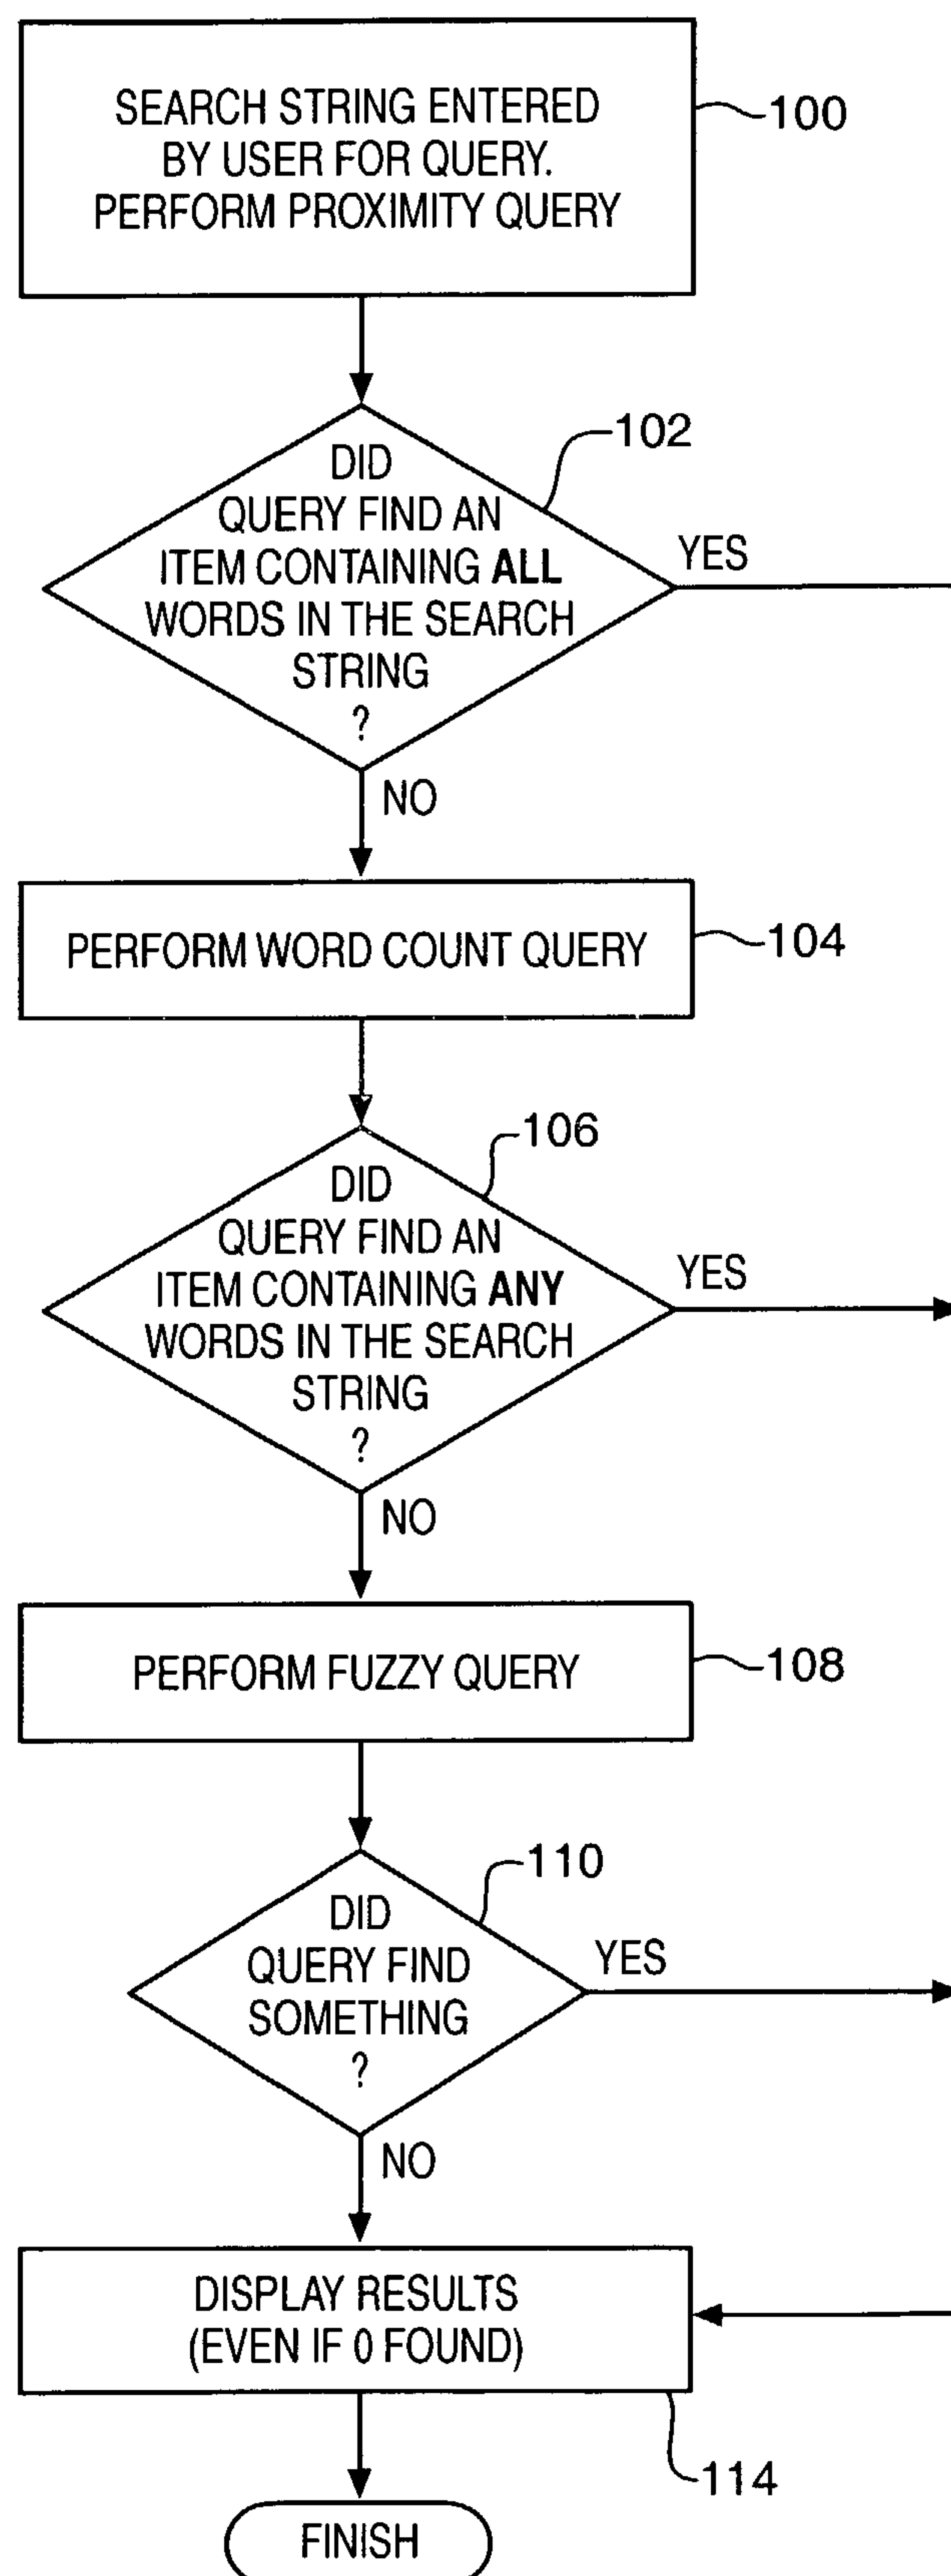 SEARCH STRING ENTERED
BY USER FOR QUERY.
PERFORM PROXIMITY QUERY
100
102
DID
QUERY FIND AN
ITEM CONTAINING ALL
WORDS IN THE SEARCH
STRING
?
YES
NO
PERFORM WORD COUNT QUERY
104
106
DID
QUERY FIND AN
ITEM CONTAINING ANY
WORDS IN THE SEARCH
STRING
?
YES
NO
PERFORM FUZZY QUERY
108
110
DID
QUERY FIND
SOMETHING
?
YES
NO
DISPLAY RESULTS
(EVEN IF 0 FOUND)
114
FINISH